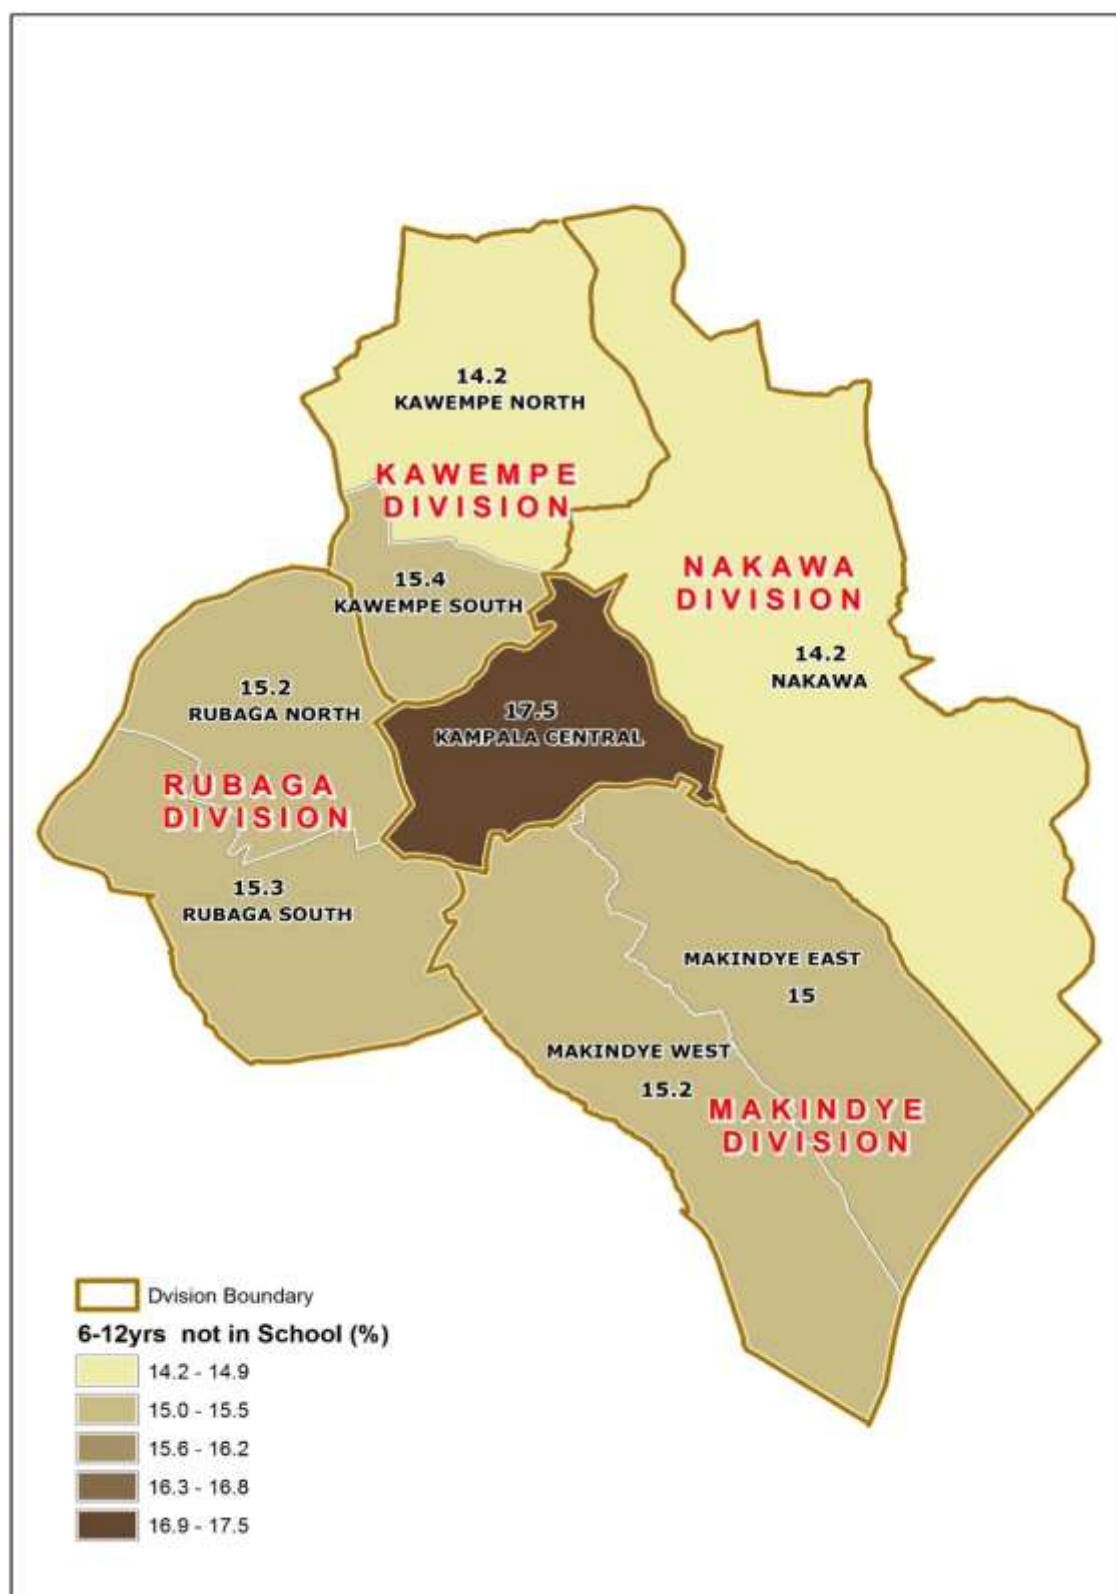 14.2
KAWEMPE NORTH
KAWEMPE
DIVISION
15.4
KAWEMPE SOUTH
NAKAWA
DIVISION
14.2
NAKAWA
15.2
RUBAGA NORTH
17.5
KAMPALA CENTRAL
RUBAGA
DIVISION
15.3
RUBAGA SOUTH
MAKINDYE EAST
15
MAKINDYE WEST
15.2
MAKINDYE
DIVISION
Dvision Boundary
6-12yrs not in School (%)
14.2 - 14.9
15.0 - 15.5
15.6 - 16.2
16.3 - 16.8
16.9 - 17.5